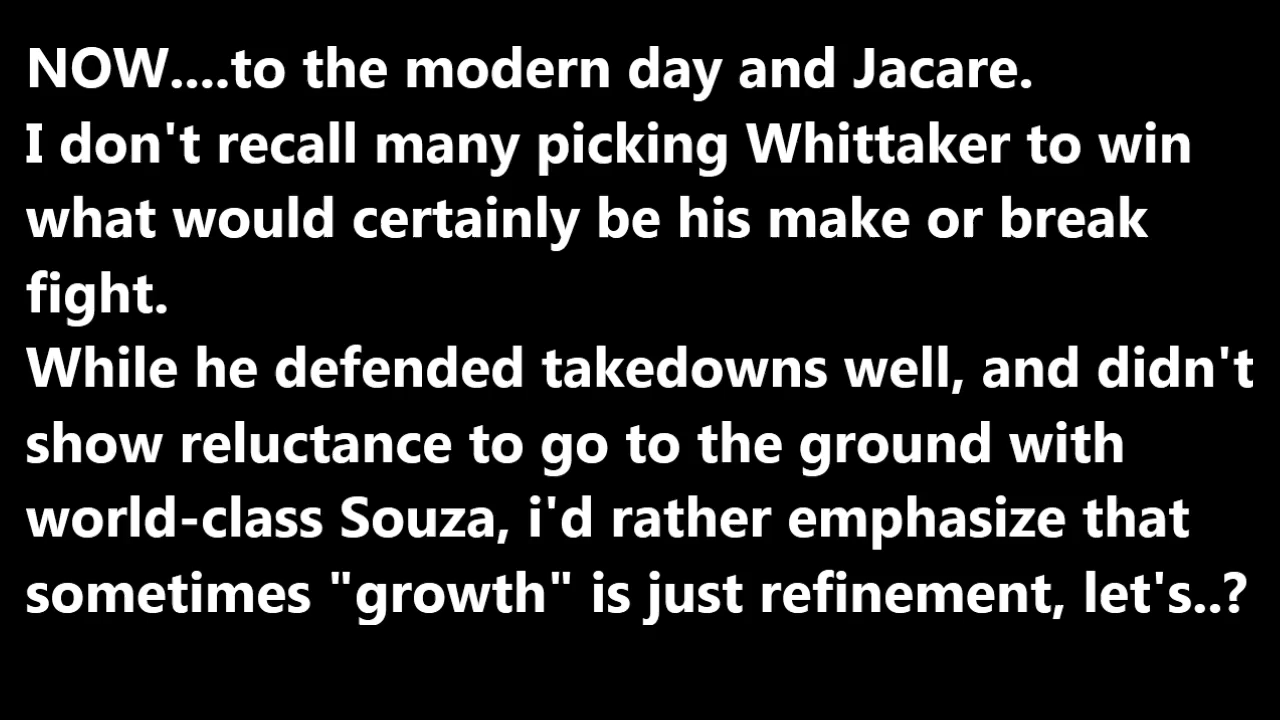 NOW....to the modern day and Jacare.
I don't recall many picking Whittaker to win
what would certainly be his make or break
fight.
While he defended takedowns well, and didn't
show reluctance to go to the ground with
world-class Souza, i'd rather emphasize that
sometimes "growth" is just refinement, let's..?